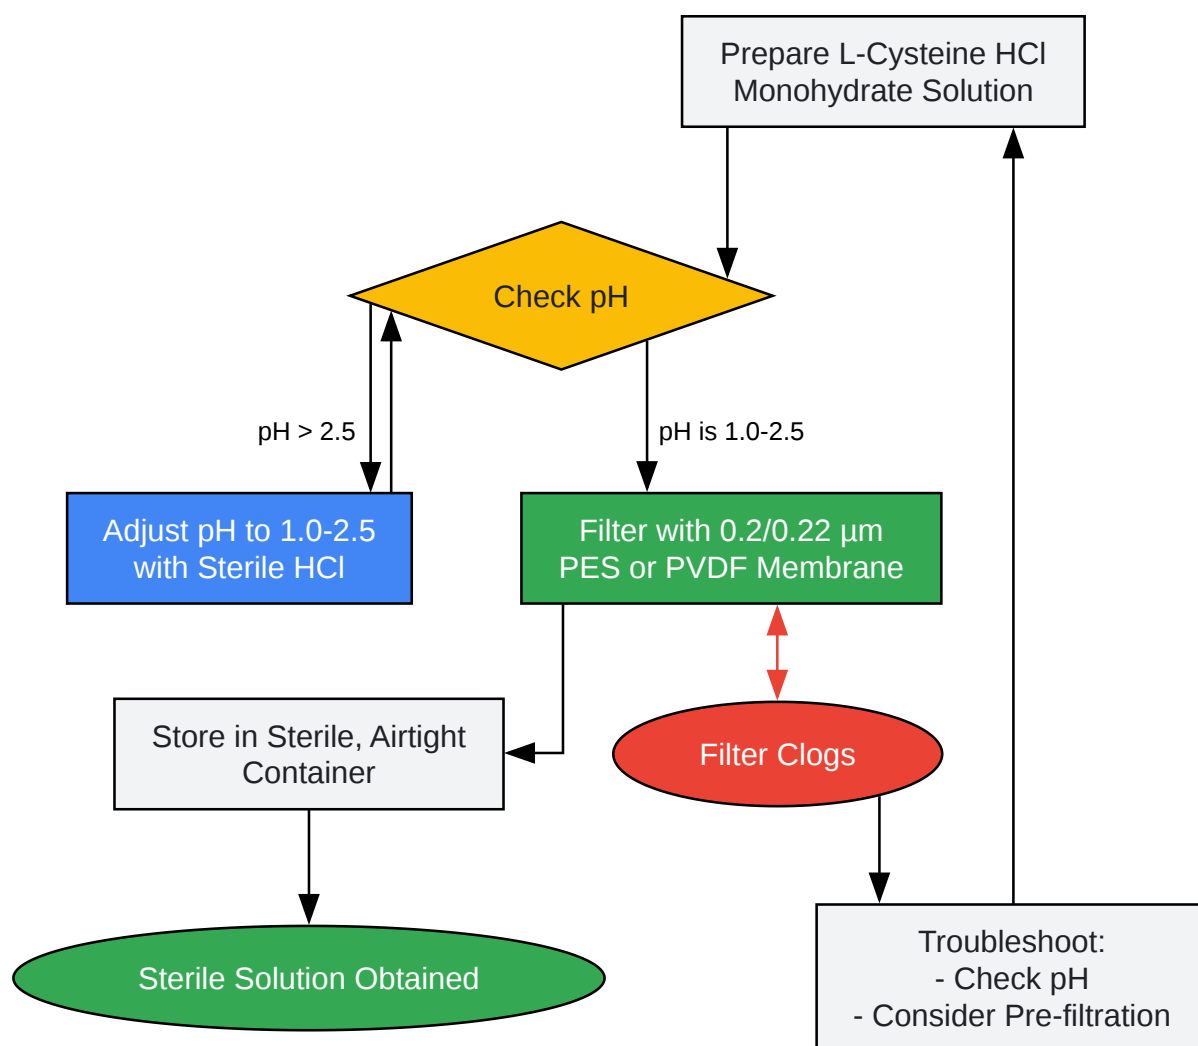 Prepare L-Cysteine HCl
Monohydrate Solution
Check pH
pH > 2.5
pH is 1.0-2.5
Adjust pH to 1.0-2.5
with Sterile HCl
Filter with 0.2/0.22 µm
PES or PVDF Membrane
Store in Sterile, Airtight
Container
Filter Clogs
Sterile Solution Obtained
Troubleshoot:
- Check pH
- Consider Pre-filtration